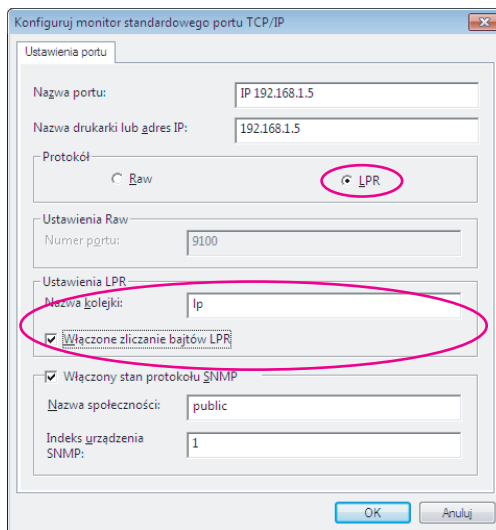 Konfiguruj monitor standardowego portu TCP/IP
Ustawienia portu
Nazwa portu: IP 192.168.1.5
Nazwa drukarki lub adres IP: 192.168.1.5
Protokół
Raw LPR
Ustawienia Raw
Numer portu: 9100
Ustawienia LPR
Nazwa kolejki: lp
Włączone zliczanie bajtów LPR
Włączony stan protokołu SNMP
Nazwa społeczności: public
Indeks urządzenia
SNMP: 1
OK Anuluj